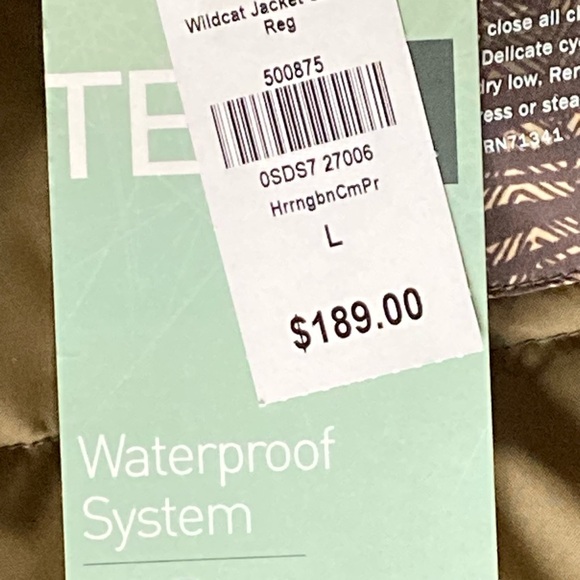 Wildcat Jacket
Reg
500875
0SDS7 27006
HrrngbnCmPr
L
$189.00
TE
Waterproof
System
close all
Delicate cy
dry low, Rem
ess or stea
RN71341